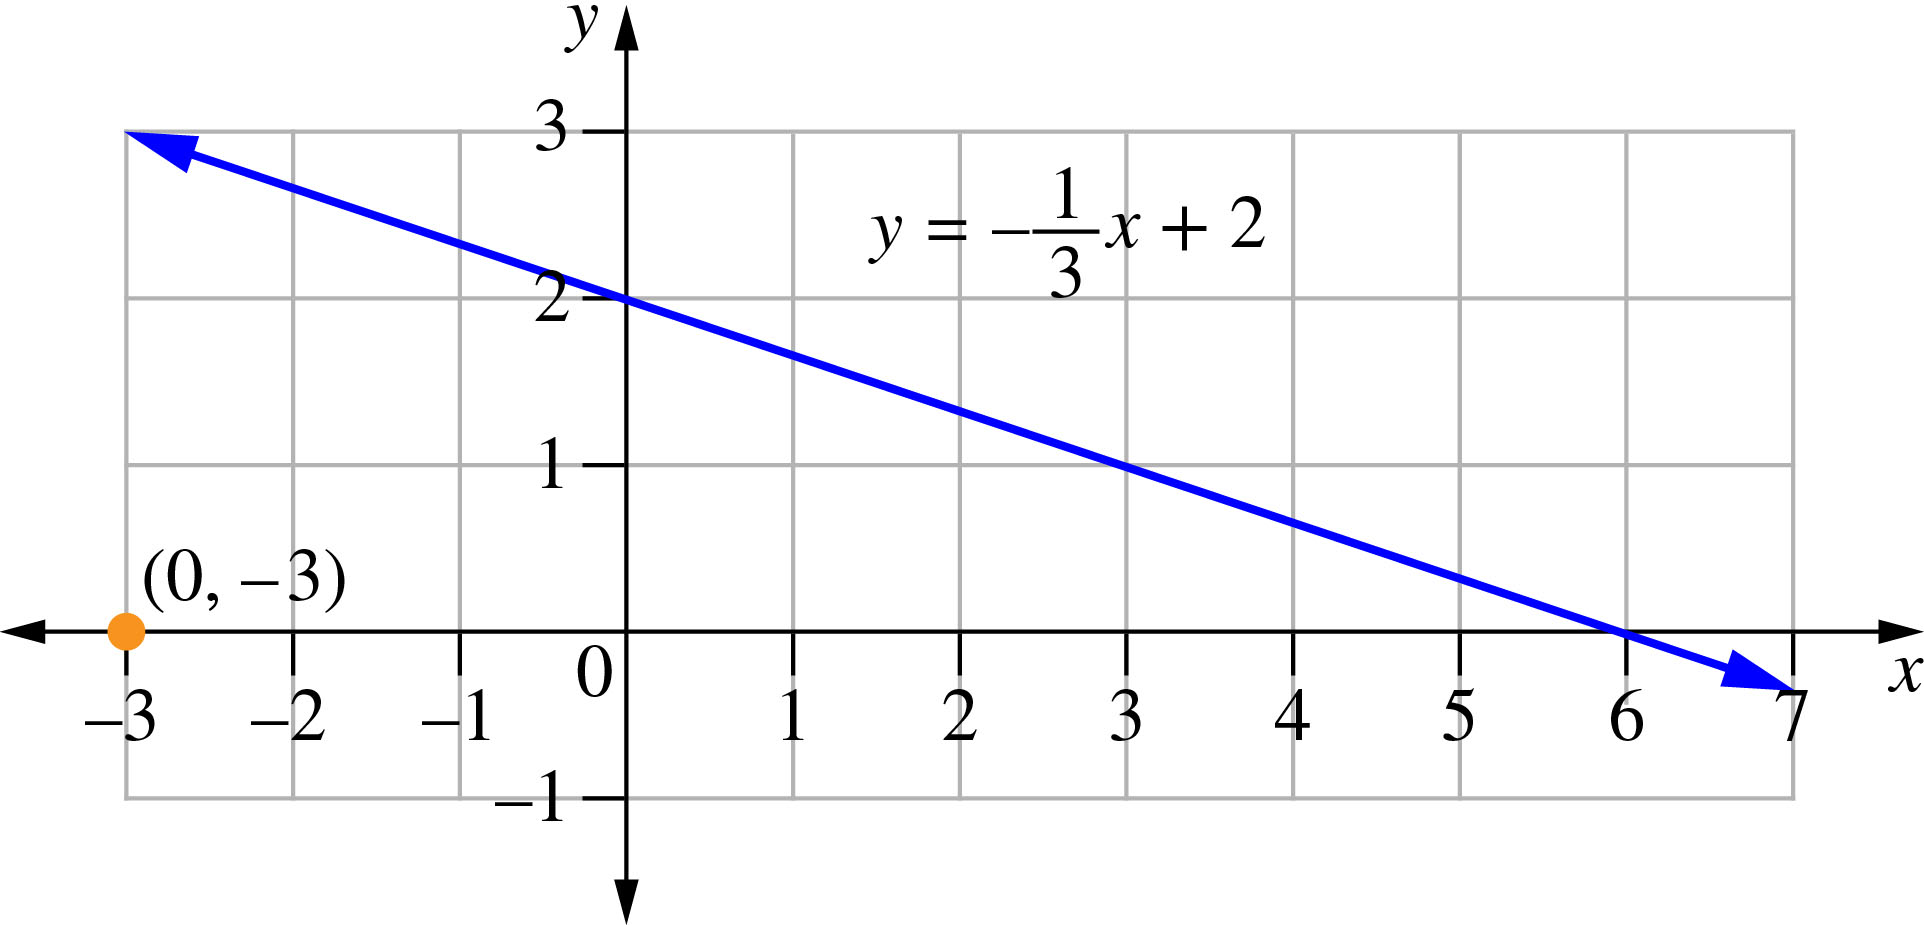 y
3
y = –1/3x + 2
2
1
(0, –3)
0
x
–3 –2 –1 1 2 3 4 5 6 7
–1